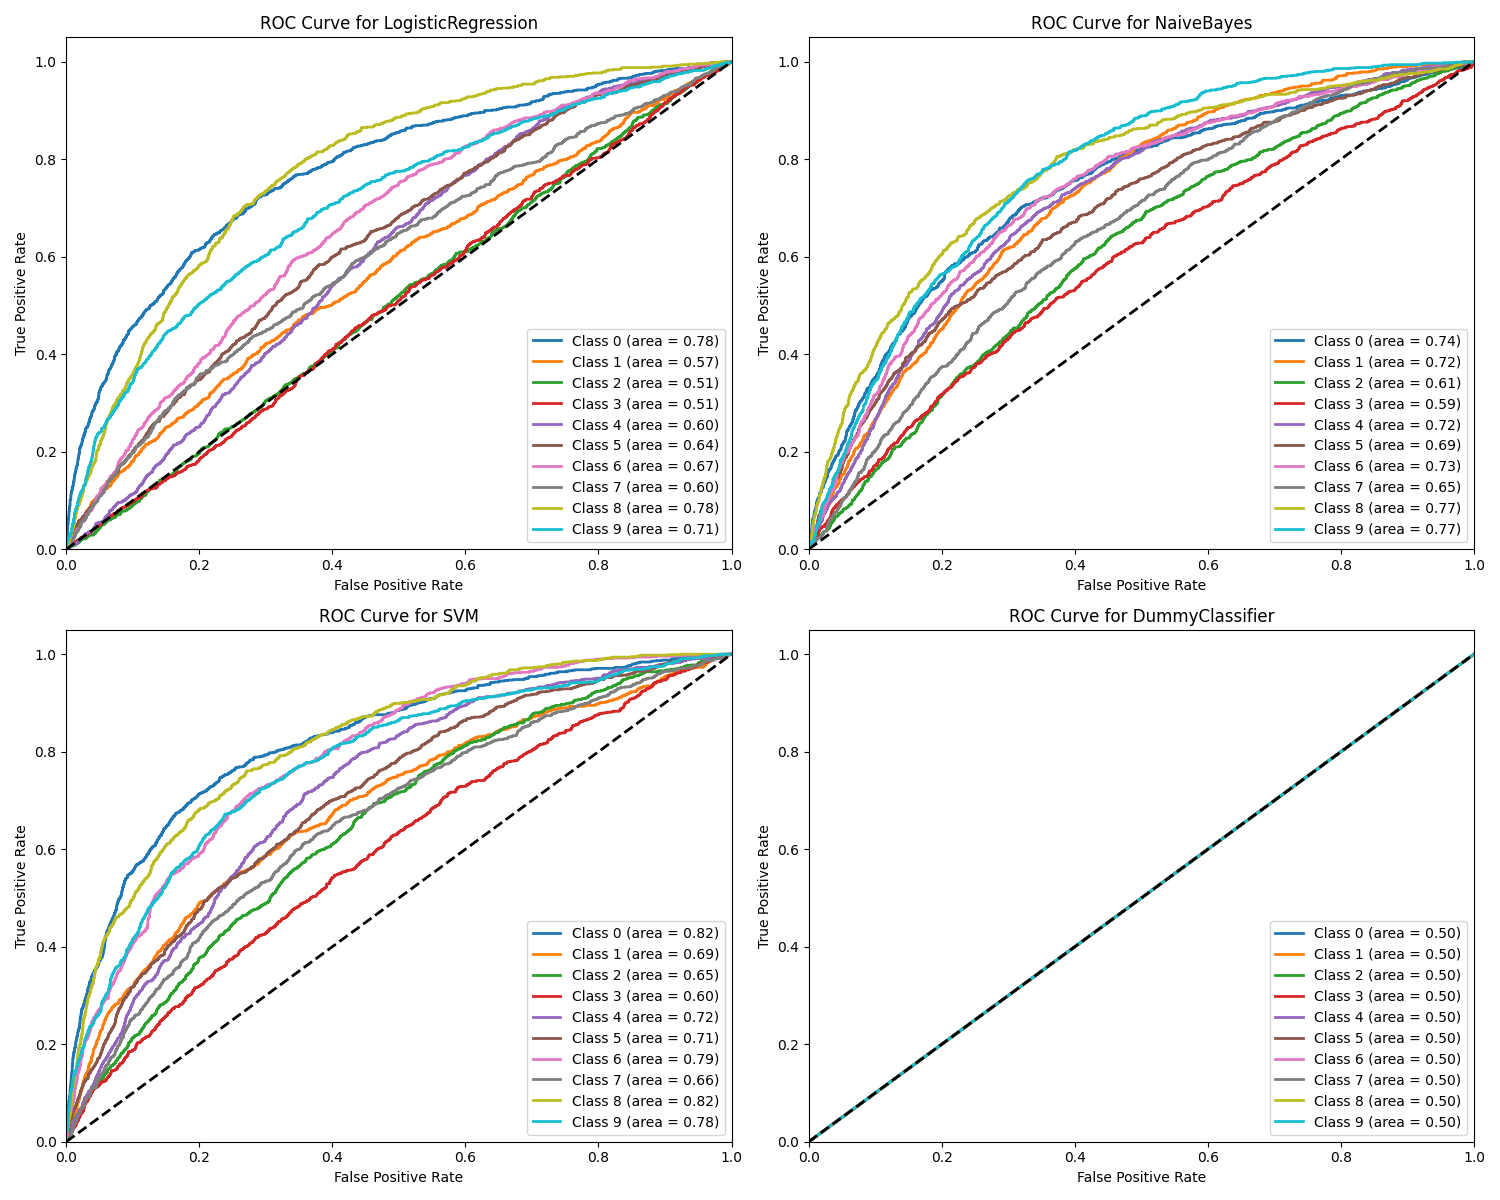 ROC Curve for LogisticRegression
True Positive Rate
1.0
0.8
0.6
0.4
0.2
0.0
Class 0 (area = 0.78)
Class 1 (area = 0.57)
Class 2 (area = 0.51)
Class 3 (area = 0.51)
Class 4 (area = 0.60)
Class 5 (area = 0.64)
Class 6 (area = 0.67)
Class 7 (area = 0.60)
Class 8 (area = 0.78)
Class 9 (area = 0.71)
0.0 0.2 0.4 0.6 0.8 1.0
False Positive Rate
ROC Curve for NaiveBayes
True Positive Rate
1.0
0.8
0.6
0.4
0.2
0.0
Class 0 (area = 0.74)
Class 1 (area = 0.72)
Class 2 (area = 0.61)
Class 3 (area = 0.59)
Class 4 (area = 0.72)
Class 5 (area = 0.69)
Class 6 (area = 0.73)
Class 7 (area = 0.65)
Class 8 (area = 0.77)
Class 9 (area = 0.77)
0.0 0.2 0.4 0.6 0.8 1.0
False Positive Rate
ROC Curve for SVM
True Positive Rate
1.0
0.8
0.6
0.4
0.2
0.0
Class 0 (area = 0.82)
Class 1 (area = 0.69)
Class 2 (area = 0.65)
Class 3 (area = 0.60)
Class 4 (area = 0.72)
Class 5 (area = 0.71)
Class 6 (area = 0.79)
Class 7 (area = 0.66)
Class 8 (area = 0.82)
Class 9 (area = 0.78)
0.0 0.2 0.4 0.6 0.8 1.0
False Positive Rate
ROC Curve for DummyClassifier
True Positive Rate
1.0
0.8
0.6
0.4
0.2
0.0
Class 0 (area = 0.50)
Class 1 (area = 0.50)
Class 2 (area = 0.50)
Class 3 (area = 0.50)
Class 4 (area = 0.50)
Class 5 (area = 0.50)
Class 6 (area = 0.50)
Class 7 (area = 0.50)
Class 8 (area = 0.50)
Class 9 (area = 0.50)
0.0 0.2 0.4 0.6 0.8 1.0
False Positive Rate